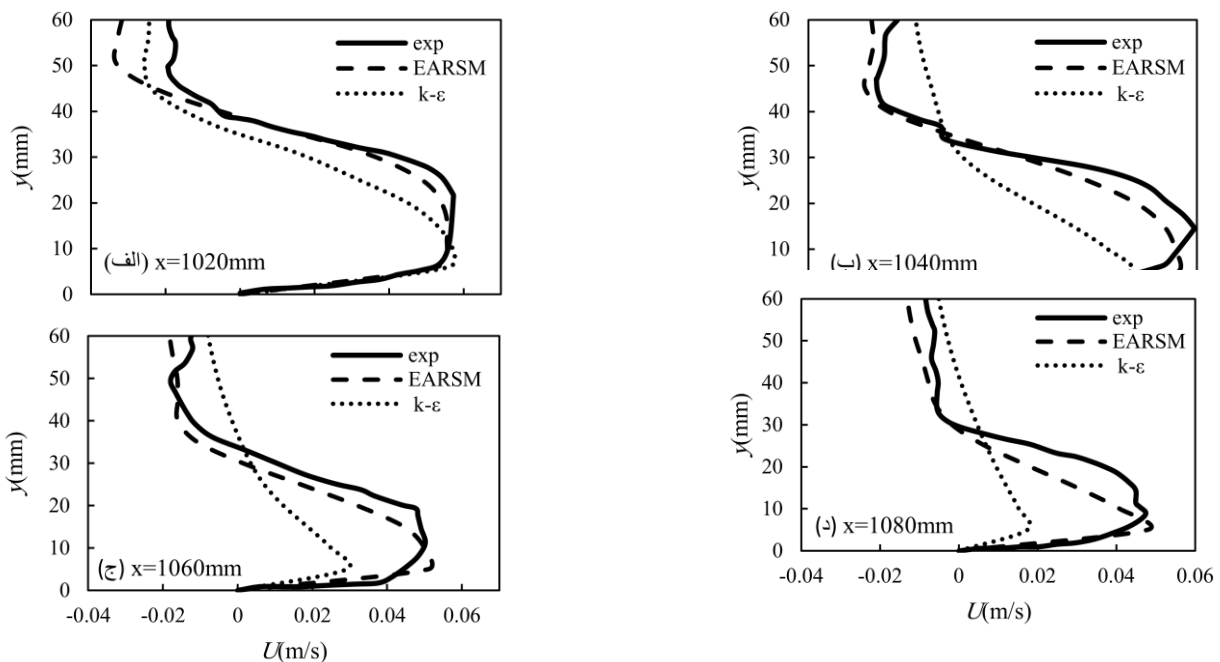 60
50
40
30
20
10
0
y(mm)
exp
EARSM
k-ε
(الف) x=1020mm
60
50
40
30
20
10
y(mm)
exp
EARSM
k-ε
(ب) x=1040mm
60
50
40
30
20
10
0
y(mm)
exp
EARSM
k-ε
(ج) x=1060mm
-0.04 -0.02 0 0.02 0.04
U(m/s)
60
50
40
30
20
10
0
y(mm)
exp
EARSM
k-ε
(د) x=1080mm
-0.04 -0.02 0 0.02 0.04 0.06
U(m/s)